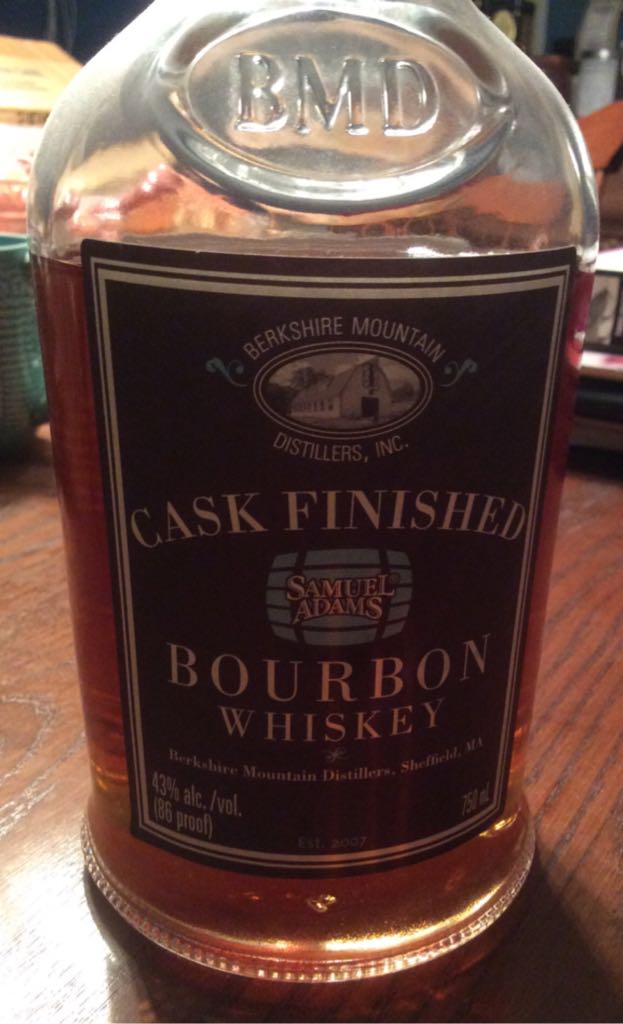 BMD
BERKSHIRE MOUNTAIN
DISTILLERS, INC.
CASK FINISHED
SAMUEL
ADAMS®
BOURBON
WHISKEY
Berkshire Mountain Distillers, Sheffield, MA
43% alc./vol.
(86 proof)
750 mL
Est. 2007